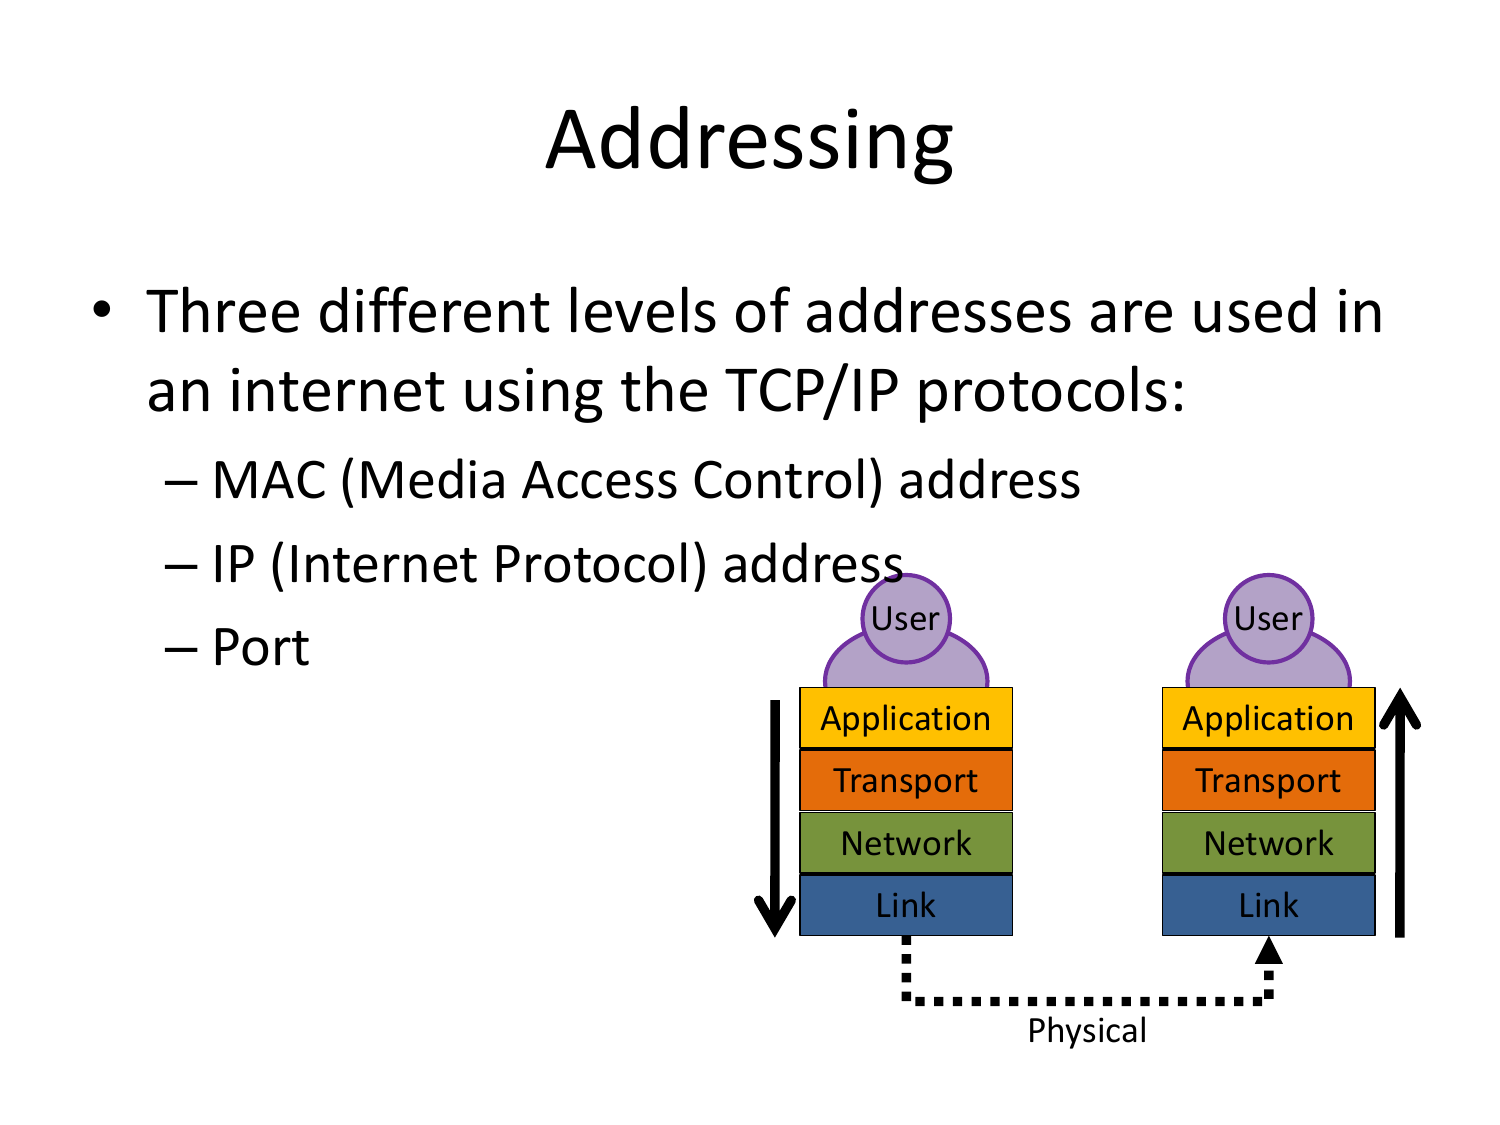 Addressing
• Three different levels of addresses are used in
an internet using the TCP/IP protocols:
– MAC (Media Access Control) address
– IP (Internet Protocol) address
– Port
User
Application
Transport
Network
Link
User
Application
Transport
Network
Link
Physical